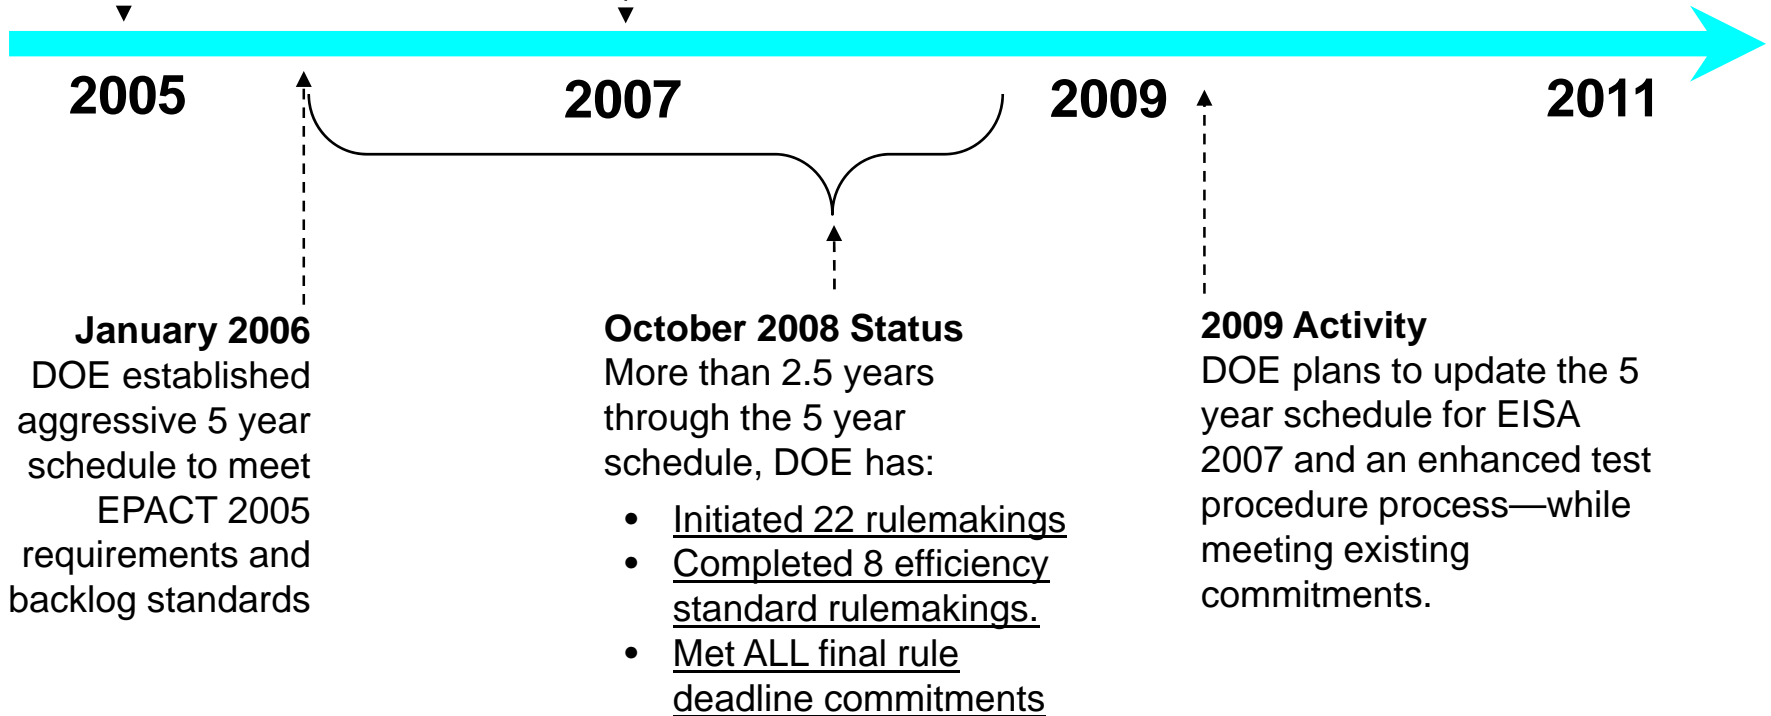 2005
2007
2009
2011
January 2006
DOE established
aggressive 5 year
schedule to meet
EPACT 2005
requirements and
backlog standards
October 2008 Status
More than 2.5 years
through the 5 year
schedule, DOE has:
• Initiated 22 rulemakings
• Completed 8 efficiency
standard rulemakings.
• Met ALL final rule
deadline commitments
2009 Activity
DOE plans to update the 5
year schedule for EISA
2007 and an enhanced test
procedure process—while
meeting existing
commitments.